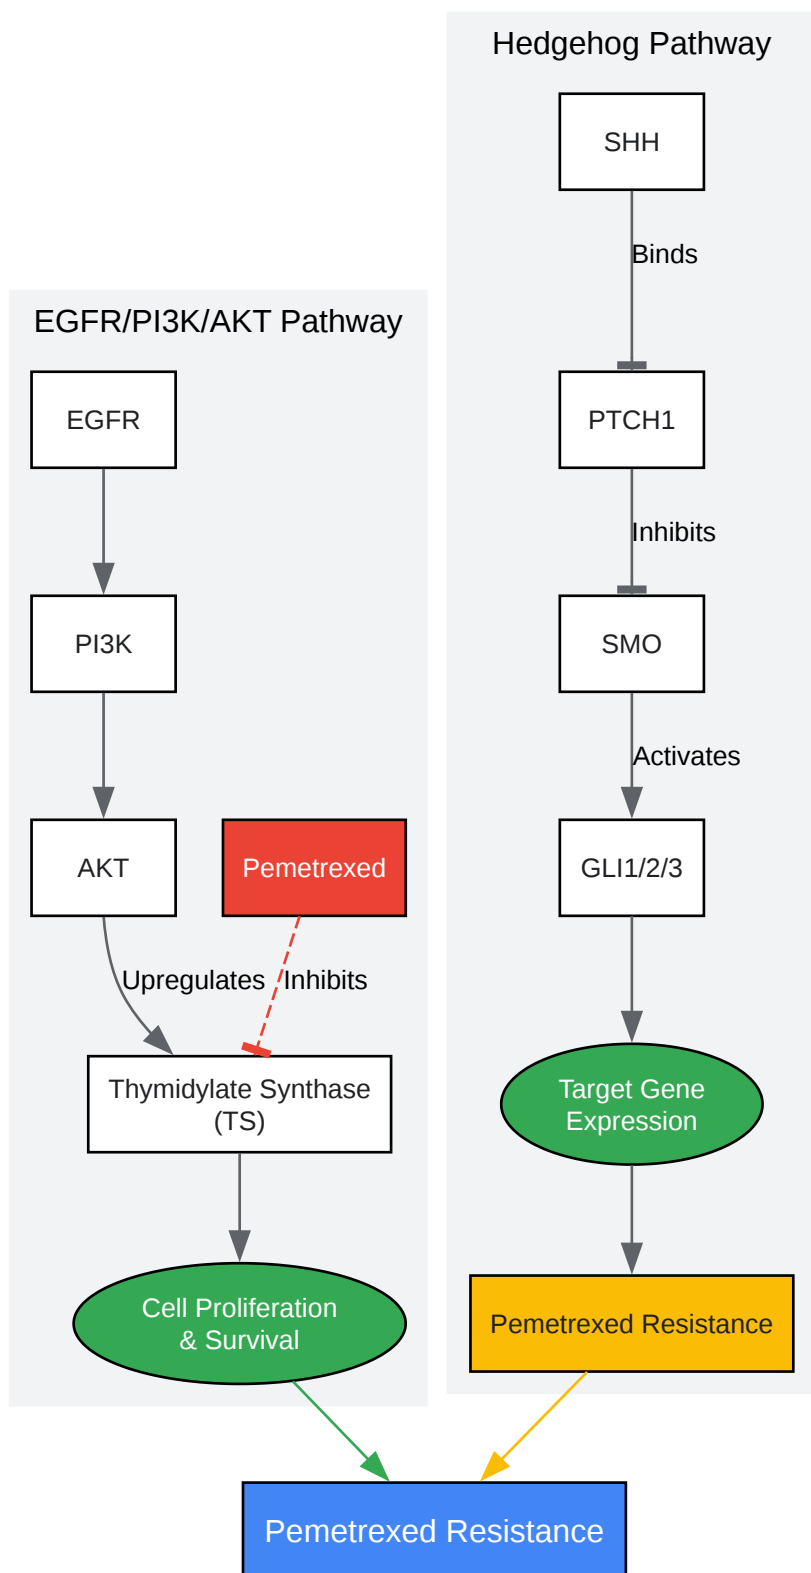 Hedgehog Pathway
SHH
Binds
EGFR/PI3K/AKT Pathway
EGFR
PTCH1
Inhibits
PI3K
SMO
Activates
AKT
Pemetrexed
GLI1/2/3
Upregulates
Inhibits
Thymidylate Synthase
(TS)
Target Gene
Expression
Cell Proliferation
& Survival
Pemetrexed Resistance
Pemetrexed Resistance